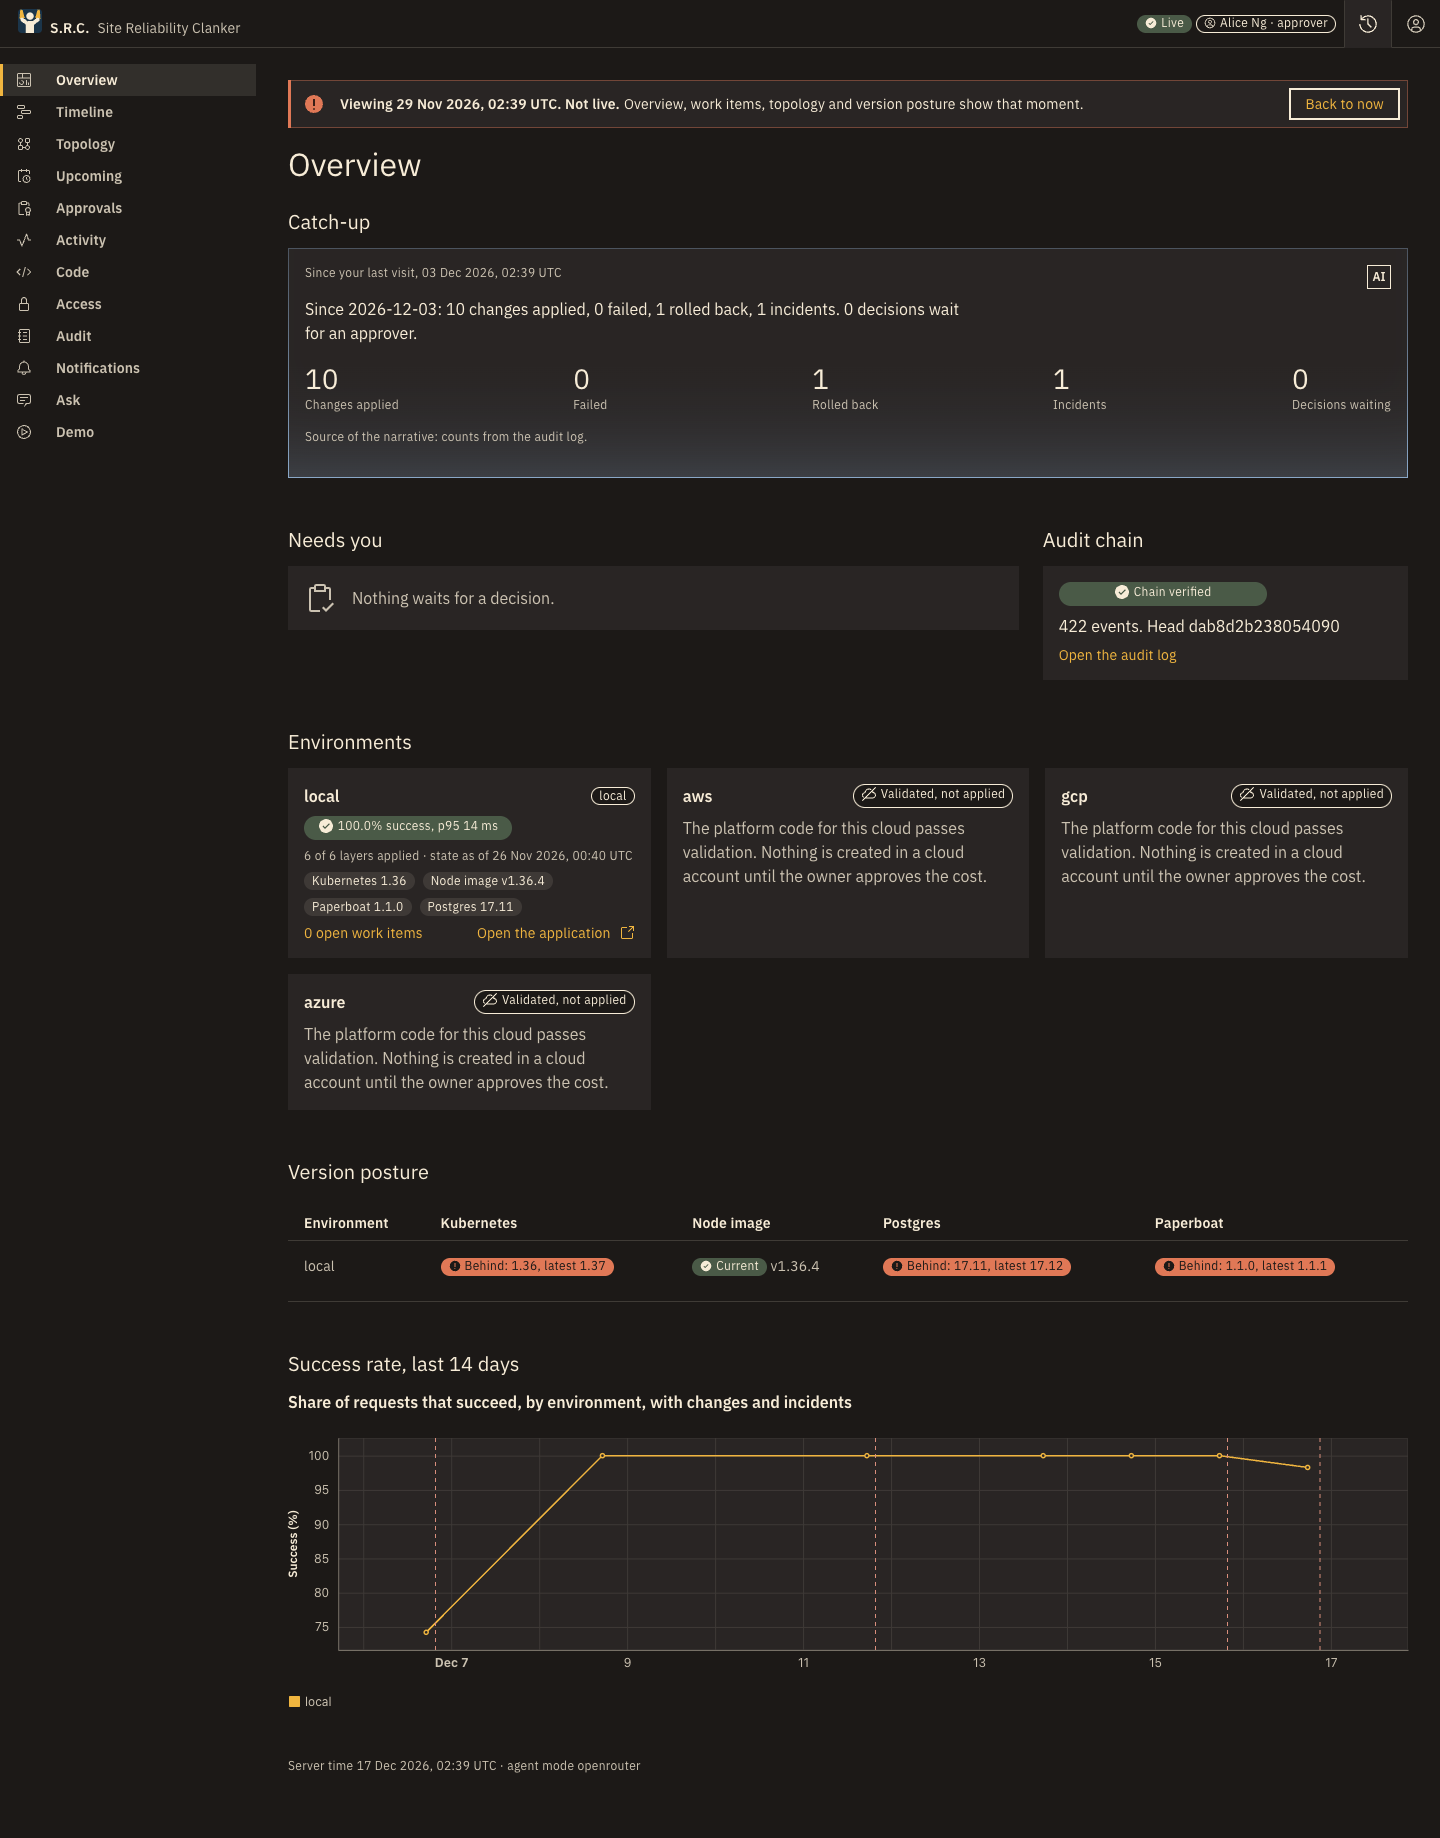 S.R.C. Site Reliability Clanker
Live
Alice Ng · approver
Overview
Timeline
Topology
Upcoming
Approvals
Activity
Code
Access
Audit
Notifications
Ask
Demo
Viewing 29 Nov 2026, 02:39 UTC. Not live. Overview, work items, topology and version posture show that moment.
Back to now
Overview
Catch-up
Since your last visit, 03 Dec 2026, 02:39 UTC
AI
Since 2026-12-03: 10 changes applied, 0 failed, 1 rolled back, 1 incidents. 0 decisions wait
for an approver.
10
Changes applied
0
Failed
1
Rolled back
1
Incidents
0
Decisions waiting
Source of the narrative: counts from the audit log.
Needs you
Nothing waits for a decision.
Audit chain
Chain verified
422 events. Head dab8d2b238054090
Open the audit log
Environments
local
local
100.0% success, p95 14 ms
6 of 6 layers applied · state as of 26 Nov 2026, 00:40 UTC
Kubernetes 1.36
Node image v1.36.4
Paperboat 1.1.0
Postgres 17.11
0 open work items
Open the application
aws
Validated, not applied
The platform code for this cloud passes
validation. Nothing is created in a cloud
account until the owner approves the cost.
gcp
Validated, not applied
The platform code for this cloud passes
validation. Nothing is created in a cloud
account until the owner approves the cost.
azure
Validated, not applied
The platform code for this cloud passes
validation. Nothing is created in a cloud
account until the owner approves the cost.
Version posture
Environment Kubernetes Node image Postgres Paperboat
local Behind: 1.36, latest 1.37 Current v1.36.4 Behind: 17.11, latest 17.12 Behind: 1.1.0, latest 1.1.1
Success rate, last 14 days
Share of requests that succeed, by environment, with changes and incidents
Success (%)
100
95
90
85
80
75
Dec 7 9 11 13 15 17
local
Server time 17 Dec 2026, 02:39 UTC · agent mode openrouter